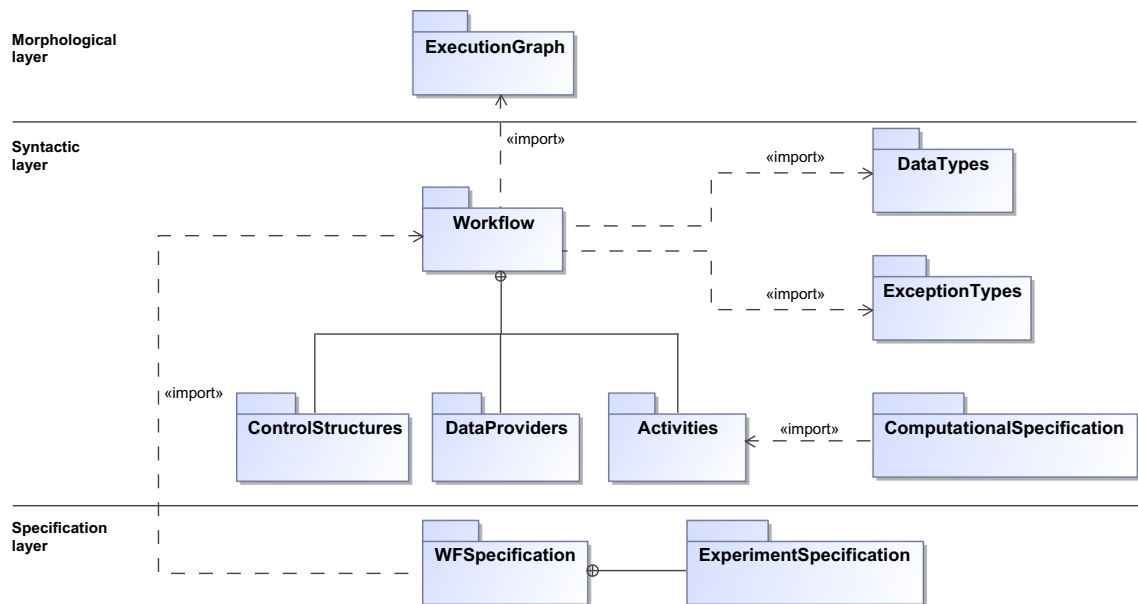 Morphological
layer
ExecutionGraph
«import»
Syntactic
layer
«import»
DataTypes
Workflow
«import»
ExceptionTypes
«import»
ControlStructures
DataProviders
Activities
«import»
ComputationalSpecification
Specification
layer
WFSpecification
ExperimentSpecification